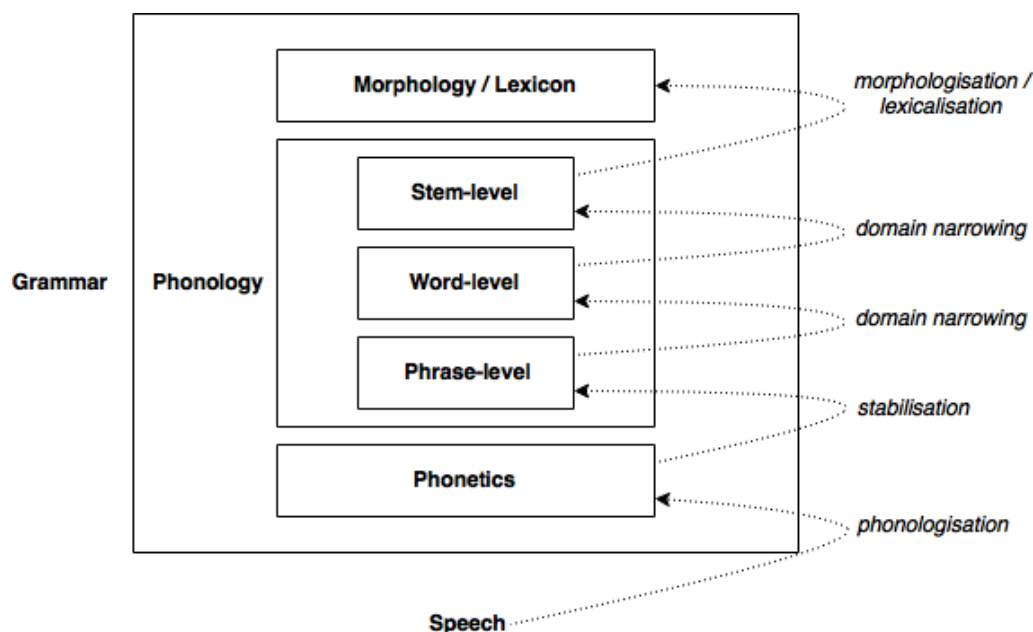 Morphology / Lexicon
morphologisation /
lexicalisation
Stem-level
domain narrowing
Grammar
Phonology
Word-level
domain narrowing
Phrase-level
stabilisation
Phonetics
phonologisation
Speech